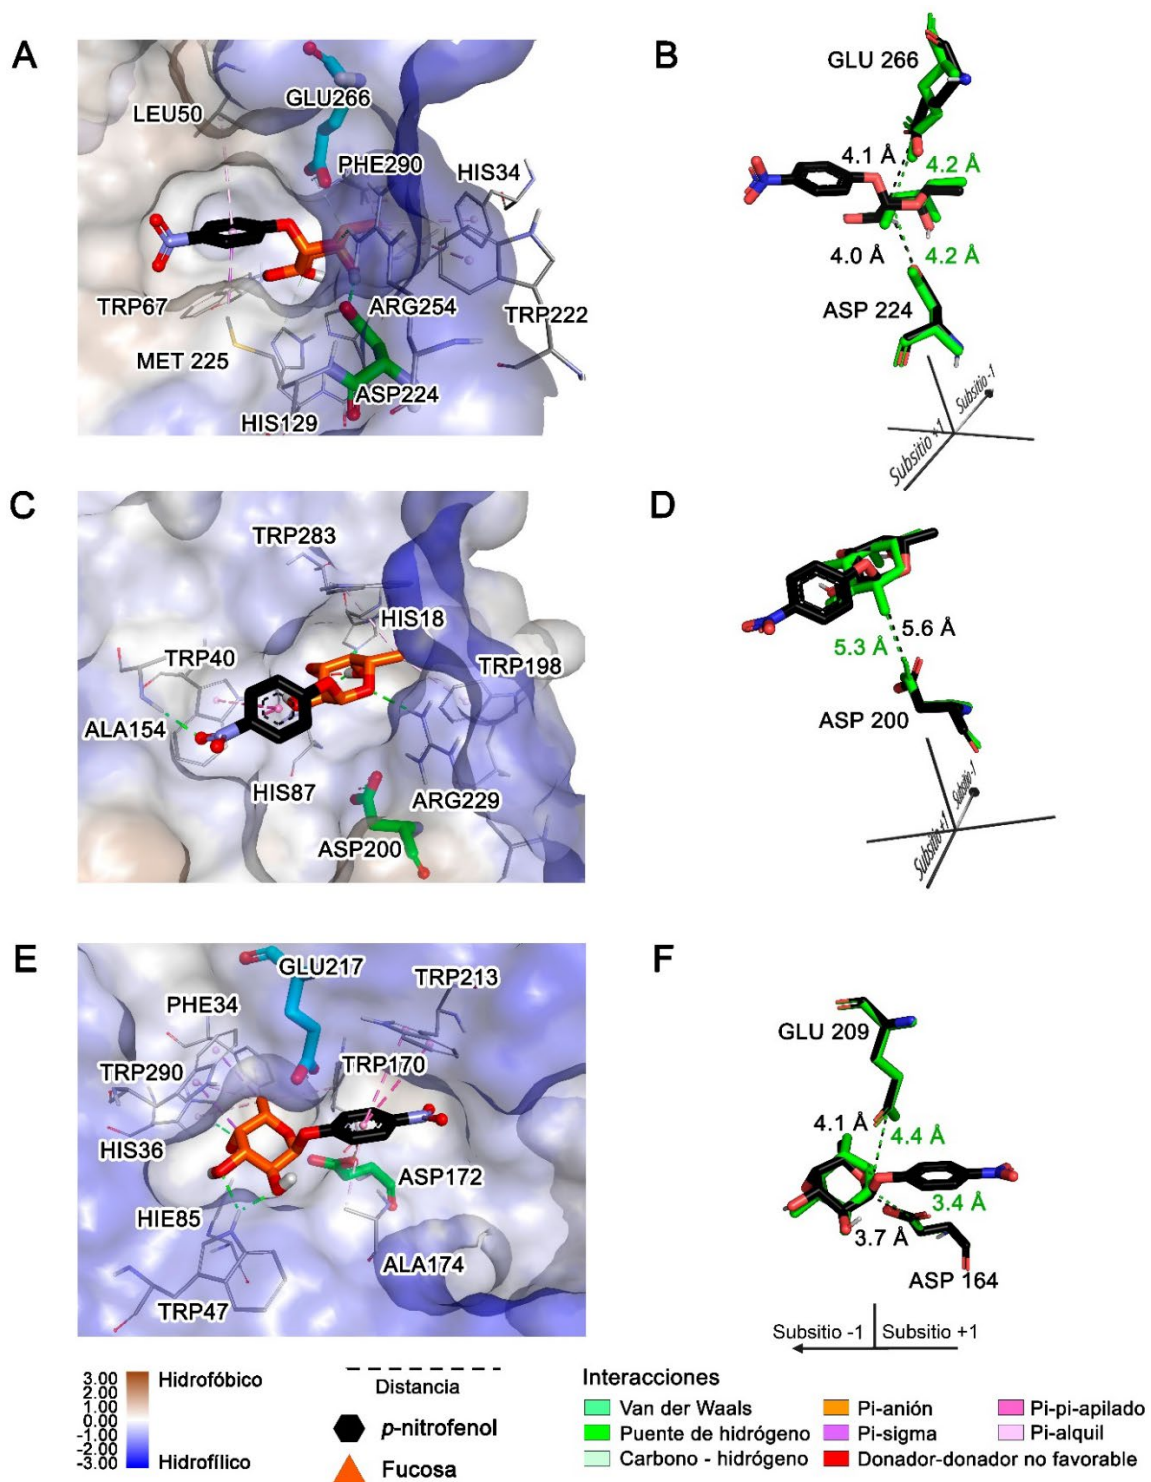 A
LEU50
GLU266
PHE290
HIS34
TRP67
ARG254
TRP222
MET 225
ASP224
HIS129
B
GLU 266
4.1 Å
4.2 Å
4.0 Å
4.2 Å
ASP 224
Subsitio -1
Subsitio +1
C
TRP283
HIS18
TRP40
TRP198
ALA154
HIS87
ARG229
ASP200
D
5.6 Å
5.3 Å
ASP 200
Subsitio -1
Subsitio +1
E
GLU217
TRP213
PHE34
TRP290
TRP170
HIS36
ASP172
HIE85
ALA174
TRP47
F
GLU 209
4.1 Å
4.4 Å
3.4 Å
3.7 Å
ASP 164
Subsitio -1
Subsitio +1
3.00
2.00
1.00
0.00
-1.00
-2.00
-3.00
Hidrofóbico
Hidrofílico
Distancia
p-nitrofenol
Fucosa
Interacciones
Van der Waals
Pi-anión
Pi-pi-apilado
Puente de hidrógeno
Pi-sigma
Pi-alquil
Carbono - hidrógeno
Donador-donador no favorable